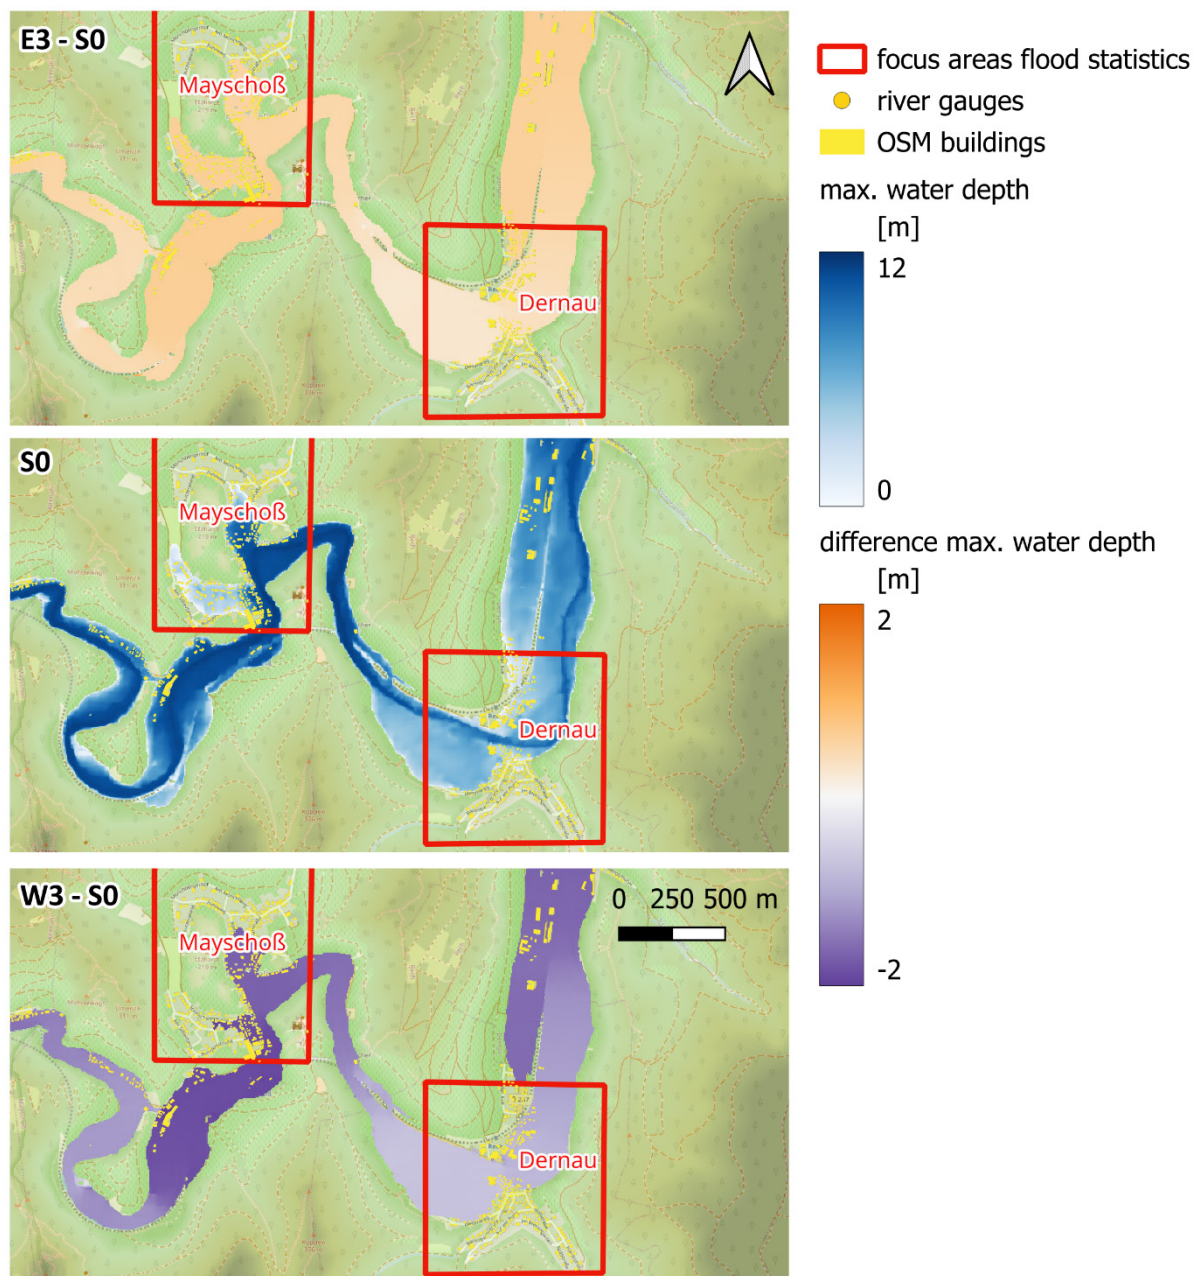 E3 - S0
Mayschoß
Dernau
focus areas flood statistics
river gauges
OSM buildings
max. water depth
[m]
12
0
difference max. water depth
[m]
2
-2
S0
Mayschoß
Dernau
W3 - S0
0 250 500 m
Mayschoß
Dernau